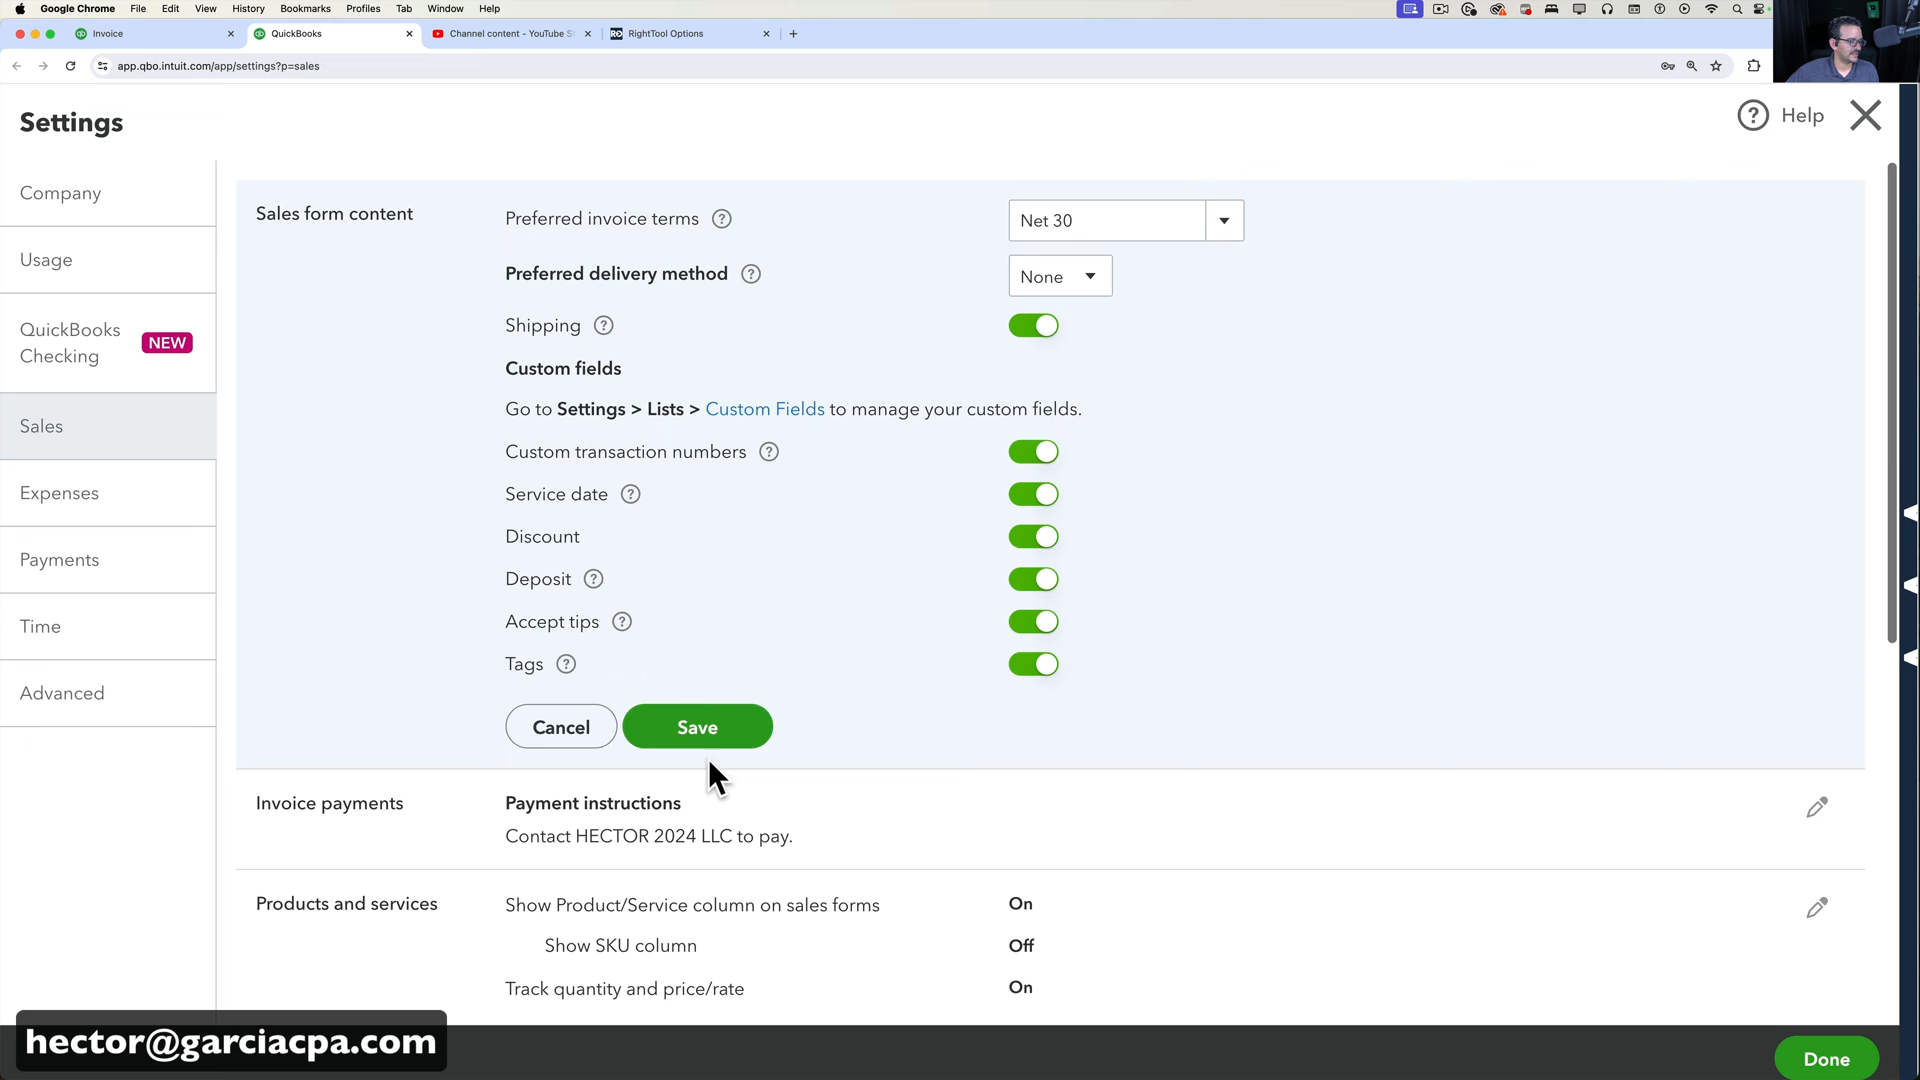 Google Chrome File Edit View History Bookmarks Profiles Tab Window Help
Invoice QuickBooks Channel content - YouTube S RightTool Options
app.qbo.intuit.com/app/settings?p=sales
Settings
? Help
Company
Usage
QuickBooks
Checking
NEW
Sales
Expenses
Payments
Time
Advanced
Sales form content
Preferred invoice terms ? Net 30
Preferred delivery method ? None
Shipping ?
Custom fields
Go to Settings > Lists > Custom Fields to manage your custom fields.
Custom transaction numbers ?
Service date ?
Discount
Deposit ?
Accept tips ?
Tags ?
Cancel Save
Invoice payments
Payment instructions
Contact HECTOR 2024 LLC to pay.
Products and services
Show Product/Service column on sales forms On
Show SKU column Off
Track quantity and price/rate On
hector@garciacpa.com
Done